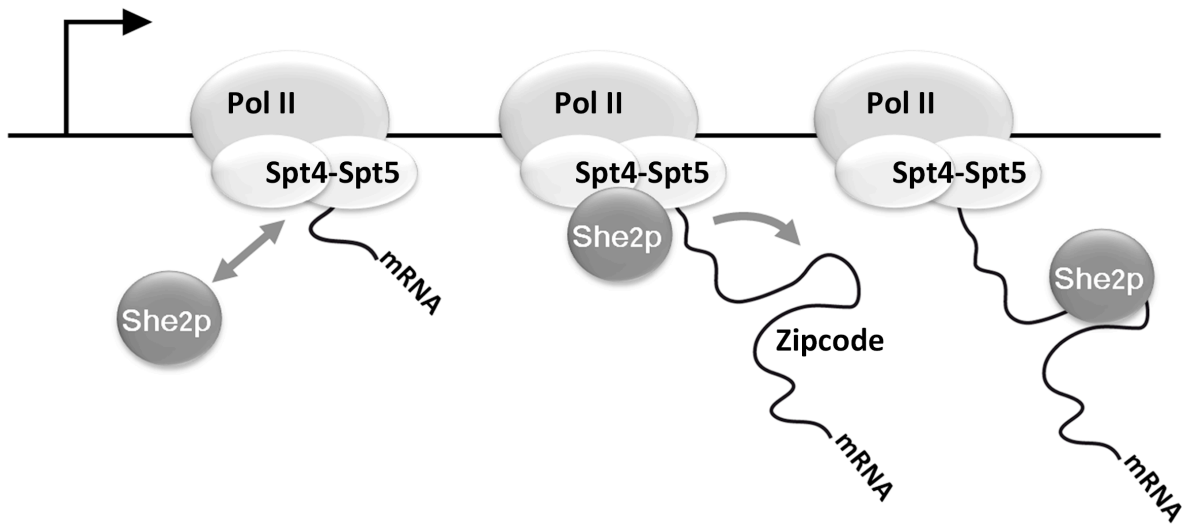 Pol II
Spt4-Spt5
She2p
mRNA
Pol II
Spt4-Spt5
She2p
Zipcode
mRNA
Pol II
Spt4-Spt5
She2p
mRNA